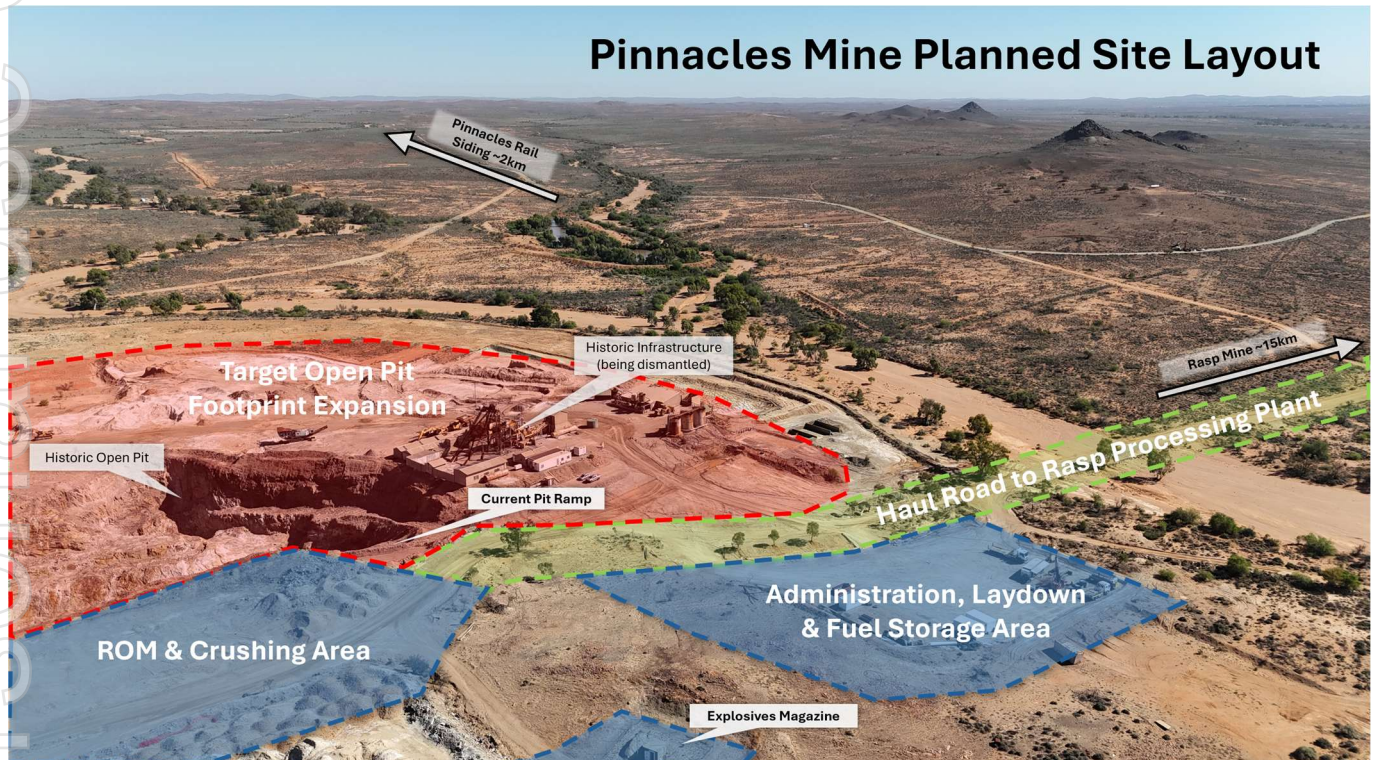 Pinnacles Mine Planned Site Layout
Pinnacles Rail
Siding ~2km
Rasp Mine ~15km
Historic Infrastructure
(being dismantled)
Target Open Pit
Footprint Expansion
Historic Open Pit
Current Pit Ramp
Haul Road to Rasp Processing Plant
Administration, Laydown
& Fuel Storage Area
ROM & Crushing Area
Explosives Magazine